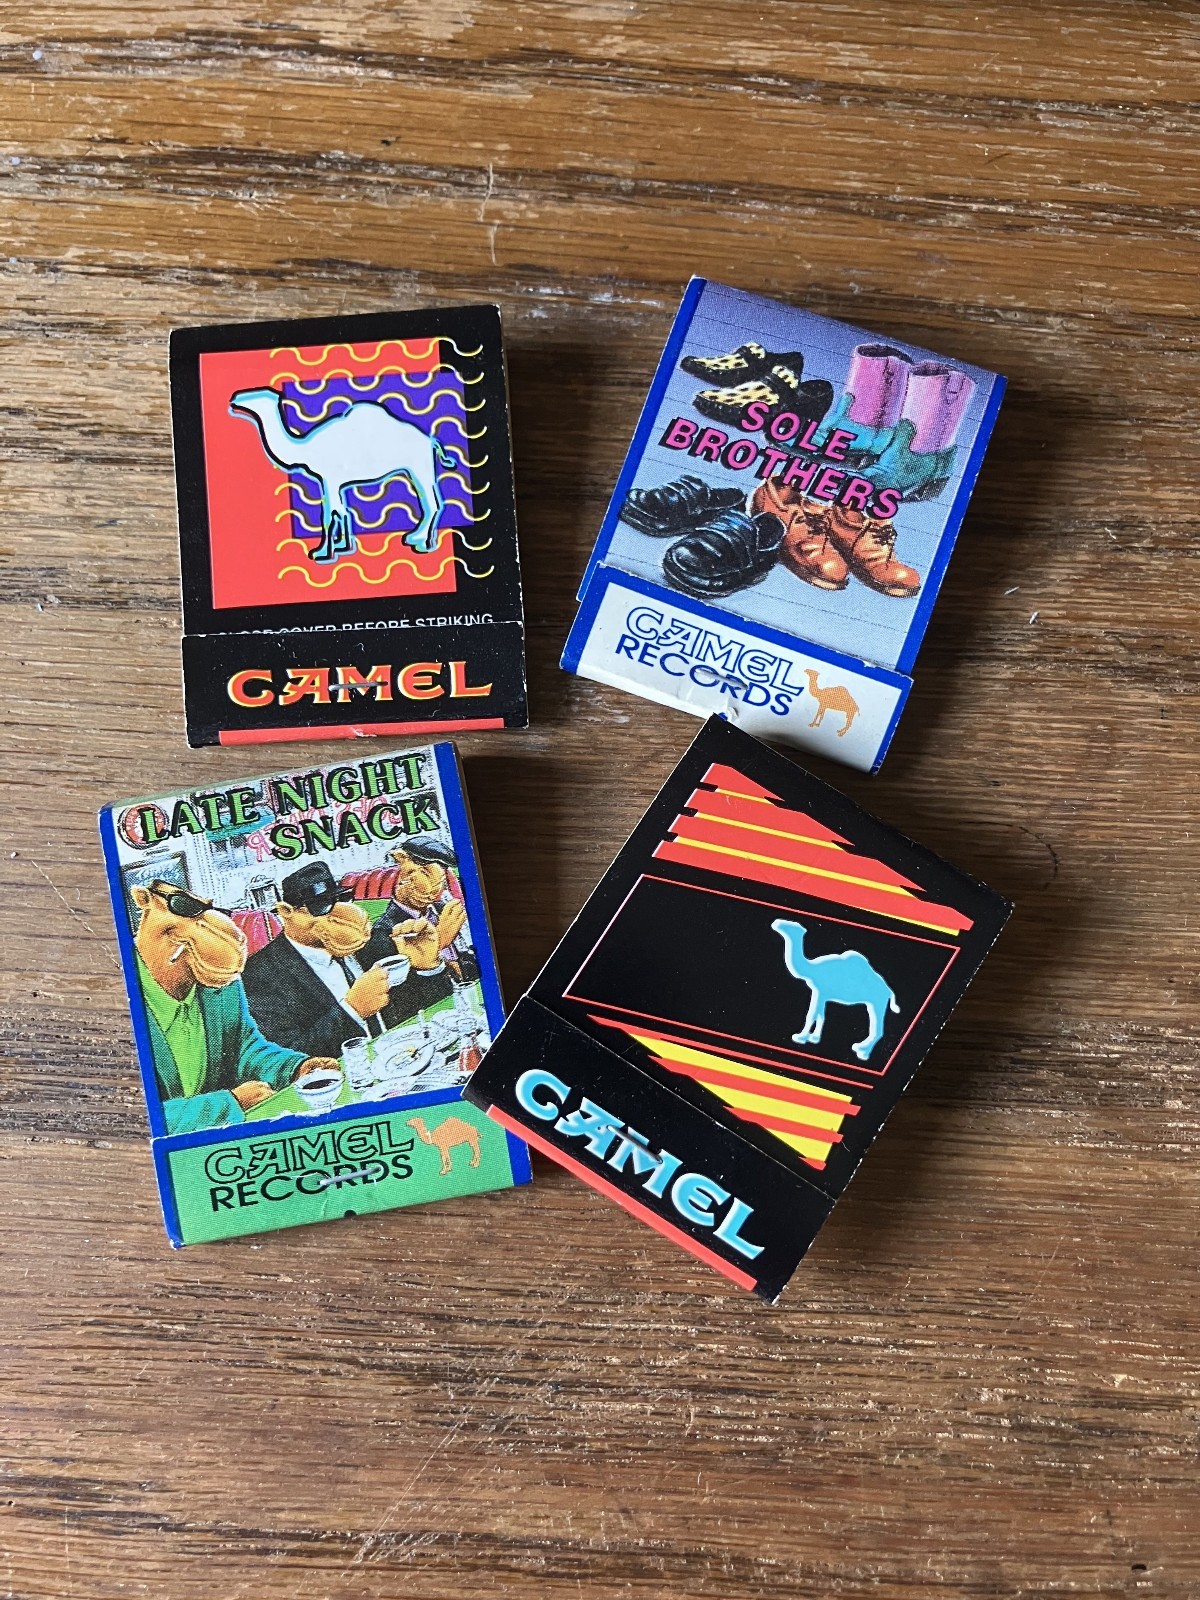 CLOSE COVER BEFORE STRIKING
CAMEL
SOLE
BROTHERS
CAMEL
RECORDS
LATE NIGHT
SNACK
CAMEL
RECORDS
CAMEL